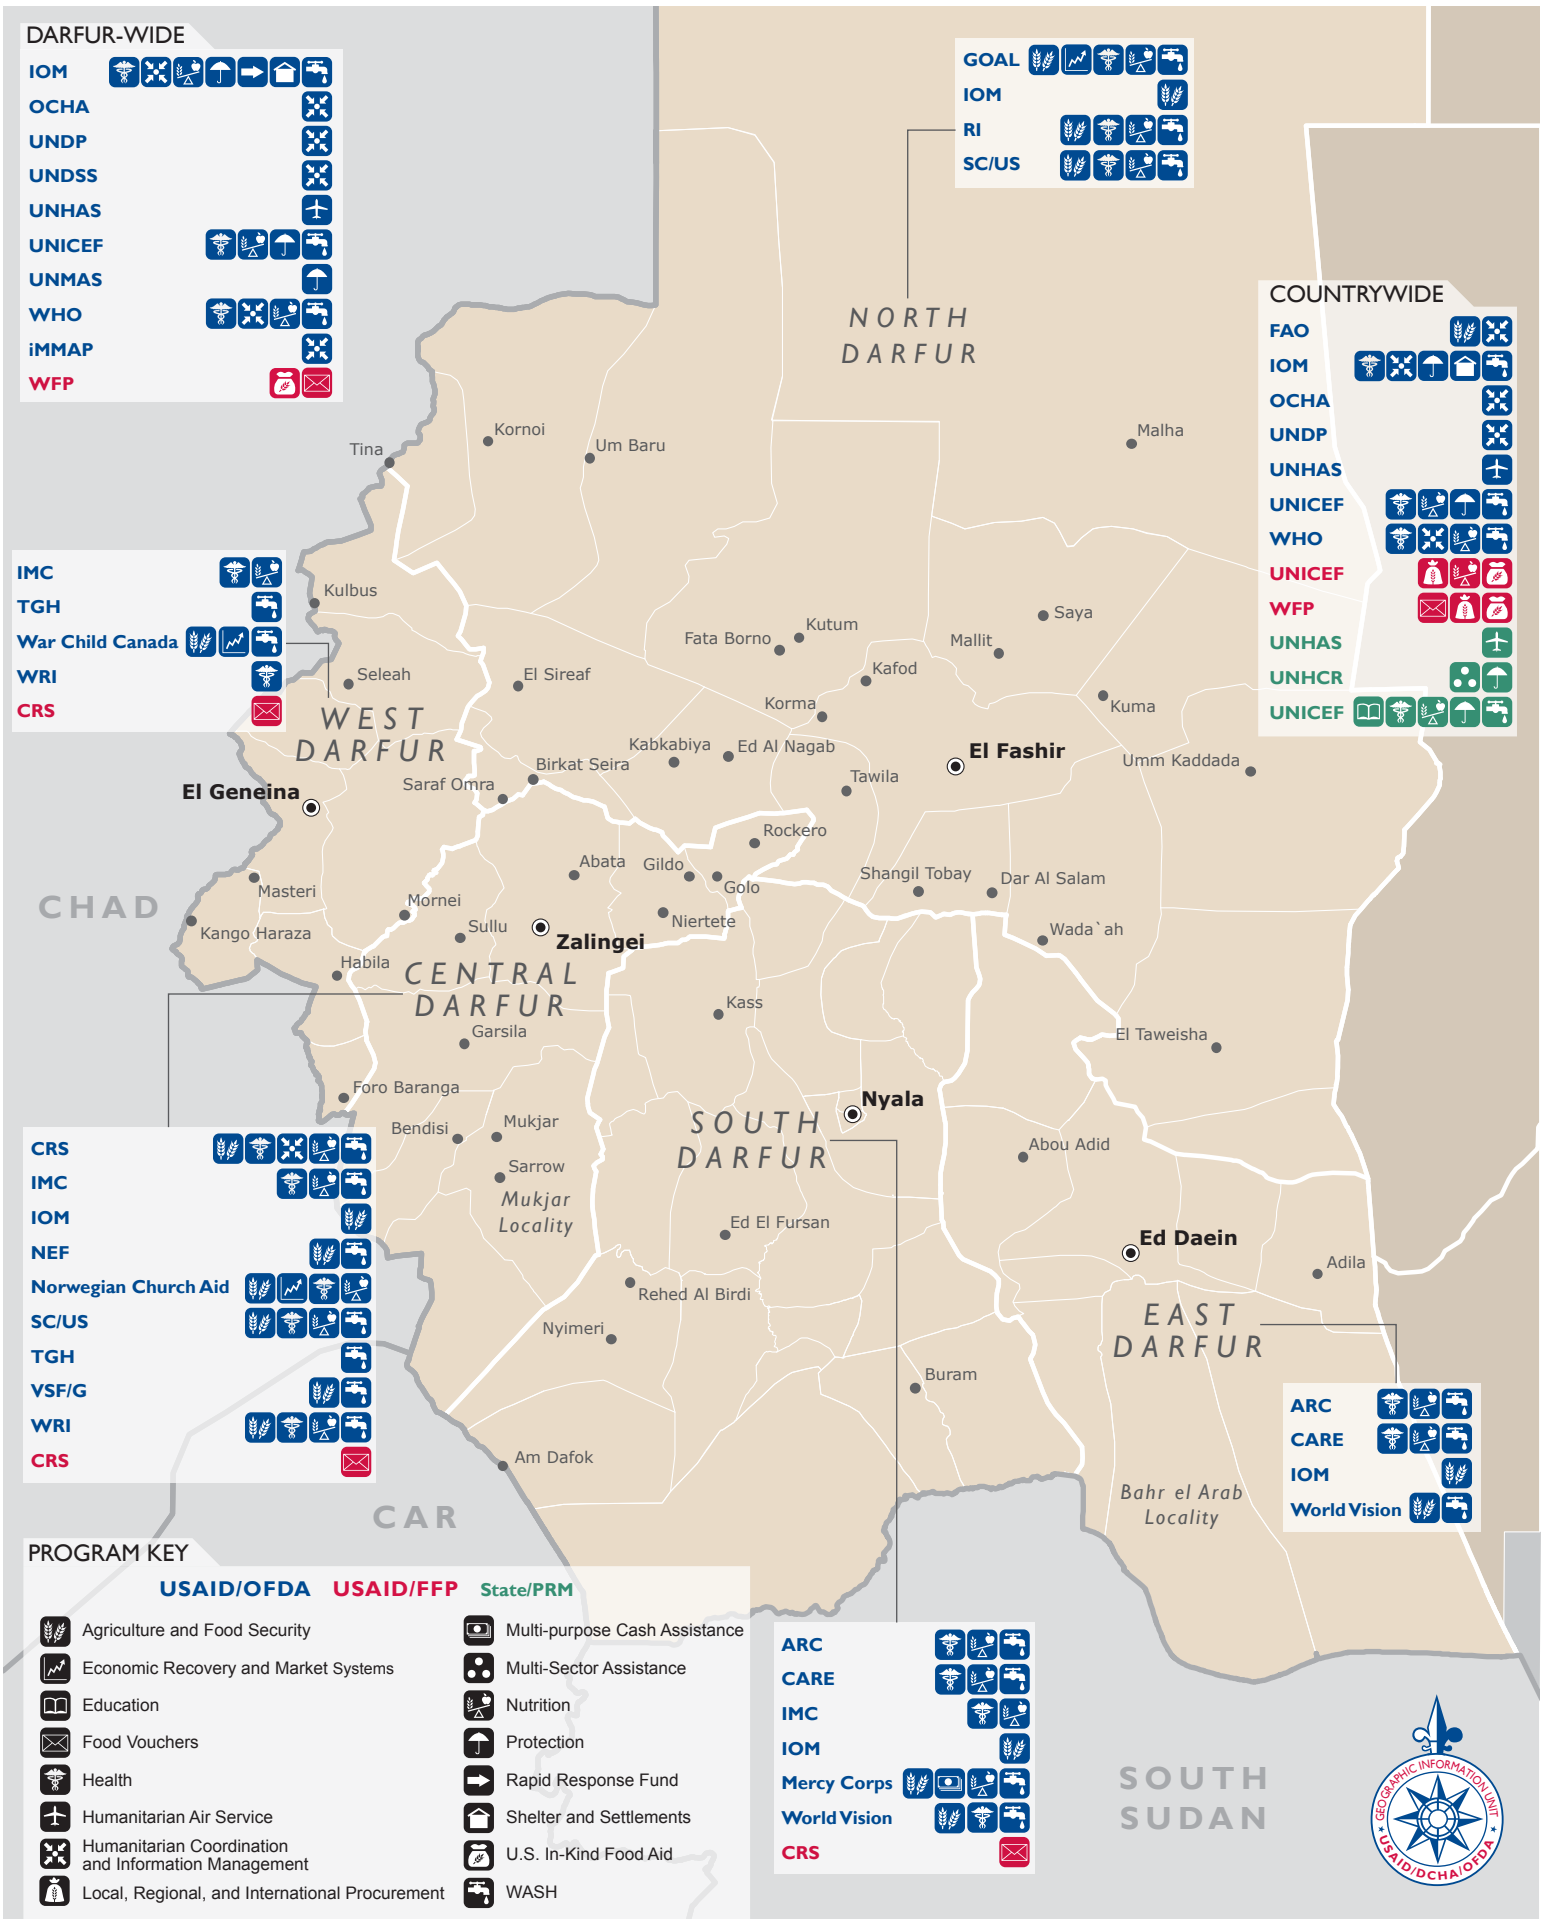 DARFUR-WIDE
IOM
OCHA
UNDP
UNDSS
UNHAS
UNICEF
UNMAS
WHO
iMMAP
WFP
GOAL
IOM
RI
SC/US
NORTH
DARFUR
COUNTRYWIDE
FAO
IOM
OCHA
UNDP
UNHAS
UNICEF
WHO
UNICEF
WFP
UNHAS
UNHCR
UNICEF
Kornoi
Um Baru
Tina
Malha
IMC
TGH
War Child Canada
WRI
CRS
Kulbus
Seleah
WEST
DARFUR
El Sireaf
Fata Borno
Kutum
Saya
Mallit
Kafod
Korma
Kuma
Kabkabiya
Ed Al Nagab
El Fashir
Umm Kaddada
Birkat Seira
Saraf Omra
Tawila
El Geneina
Rockero
Abata
Gildo
Golo
Shangil Tobay
Dar Al Salam
CHAD
Masteri
Mornei
Kango Haraza
Sullu
Niertete
Zalingei
Wada`ah
Habila
CENTRAL
DARFUR
Kass
Garsila
El Taweisha
Foro Baranga
Nyala
Bendisi
Mukjar
SOUTH
DARFUR
Abou Adid
Sarrow
Mukjar
Locality
Ed El Fursan
Ed Daein
Adila
Rehed Al Birdi
Nyimeri
EAST
DARFUR
Buram
Am Dafok
Bahr el Arab
Locality
CRS
IMC
IOM
NEF
Norwegian Church Aid
SC/US
TGH
VSF/G
WRI
CRS
ARC
CARE
IOM
World Vision
CAR
PROGRAM KEY
USAID/OFDA USAID/FFP State/PRM
Agriculture and Food Security
Economic Recovery and Market Systems
Education
Food Vouchers
Health
Humanitarian Air Service
Humanitarian Coordination
and Information Management
Local, Regional, and International Procurement
Multi-purpose Cash Assistance
Multi-Sector Assistance
Nutrition
Protection
Rapid Response Fund
Shelter and Settlements
U.S. In-Kind Food Aid
WASH
ARC
CARE
IMC
IOM
Mercy Corps
World Vision
CRS
SOUTH
SUDAN
GEOGRAPHIC INFORMATION UNIT
USAID/DCHA/OFDA